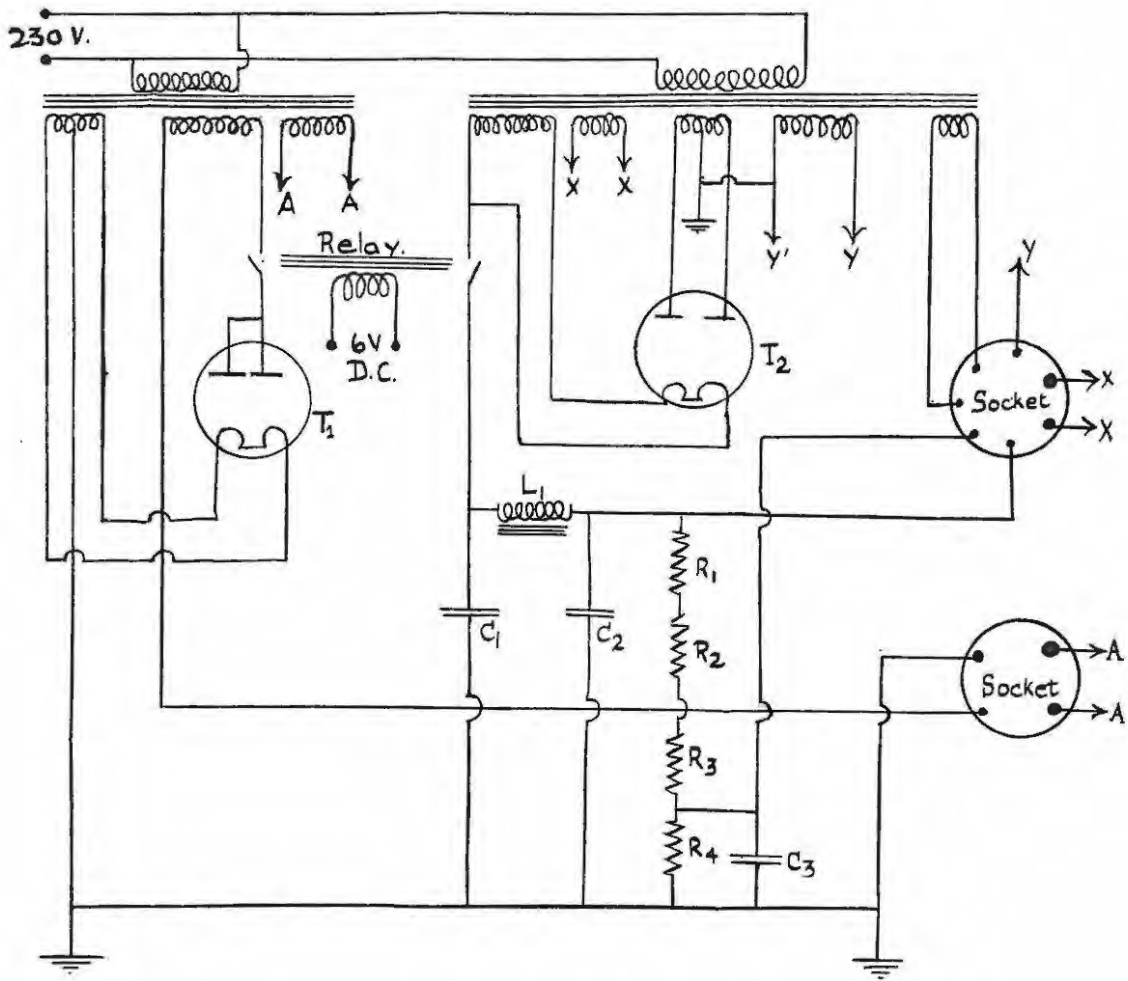 230 V.
A A
X X
Relay.
Y' Y
Y
6V
D.C.
T1
T2
X
Socket
X
L1
R1
C1
C2
R2
A
Socket
A
R3
R4
C3